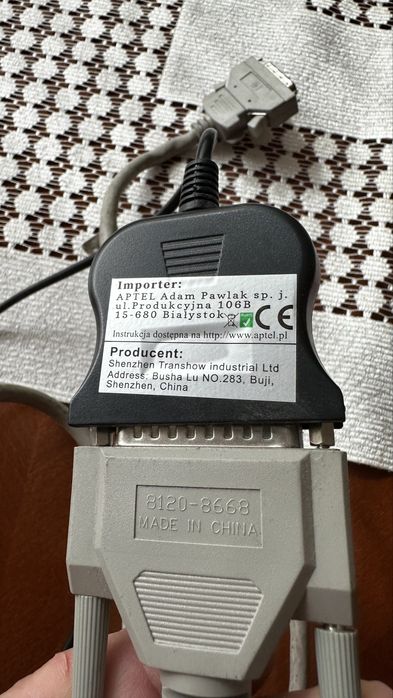 Importer:
APTEL Adam Pawlak sp. j.
ul.Produkcyjna 106B
15-680 Białystok CE
Instrukcja dostępna na http://www.aptel.pl
Producent:
Shenzhen Transhow industrial Ltd
Address: Busha Lu NO.283, Buji,
Shenzhen, China
8120-8668
MADE IN CHINA